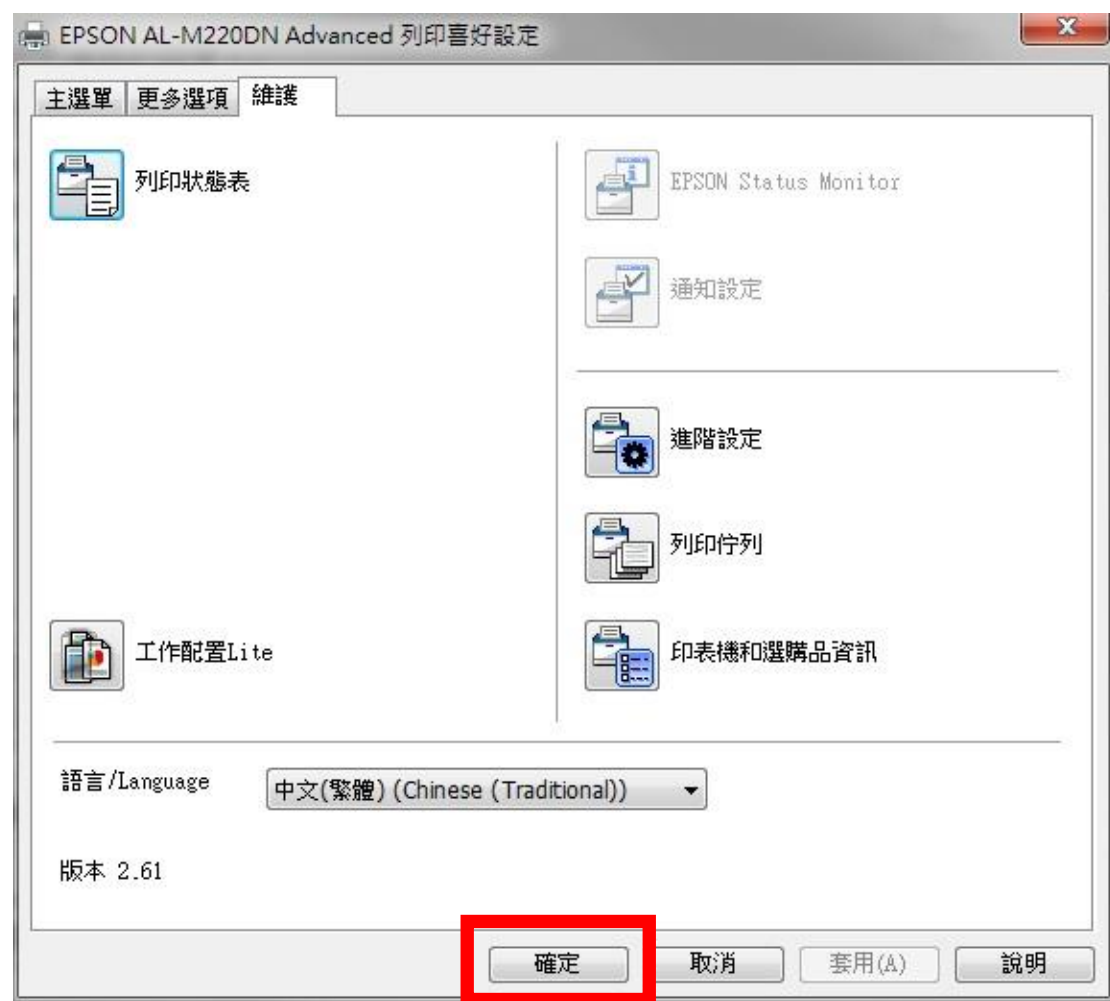 EPSON AL-M220DN Advanced 列印喜好設定
主選單 更多選項 維護
列印狀態表
EPSON Status Monitor
通知設定
進階設定
列印佇列
工作配置Lite
印表機和選購品資訊
語言/Language 中文(繁體) (Chinese (Traditional))
版本 2.61
確定 取消 套用(A) 說明